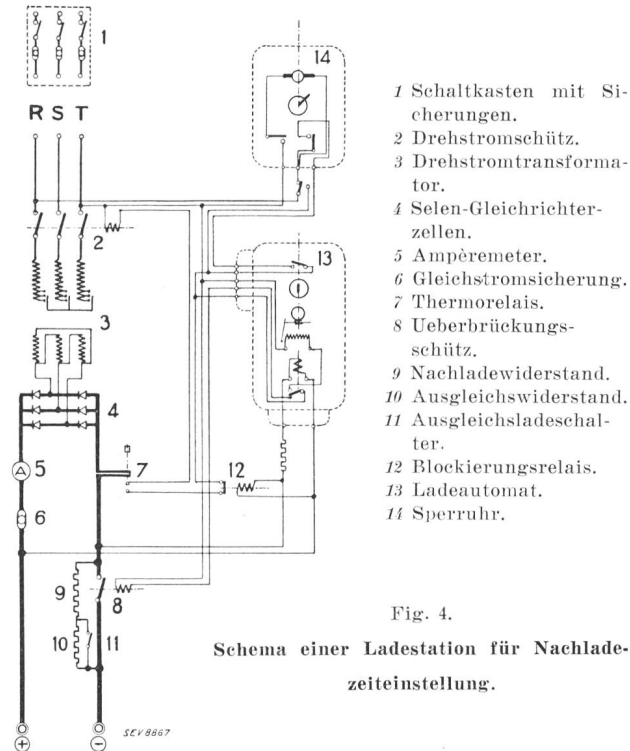 1
R S T
2
3
4
5
6
7
8
9
10
11
12
13
14
A
+
−
SEV 8867
1 Schaltkasten mit Si-
cherungen.
2 Drehstromschütz.
3 Drehstromtransforma-
tor.
4 Selen-Gleichrichter-
zellen.
5 Ampèremeter.
6 Gleichstromsicherung.
7 Thermorelais.
8 Ueberbrückungs-
schütz.
9 Nachladewiderstand.
10 Ausgleichswiderstand.
11 Ausgleichsladeschal-
ter.
12 Blockierungsrelais.
13 Ladeautomat.
14 Sperruhr.
Fig. 4.
Schema einer Ladestation für Nachlade-
zeiteinstellung.